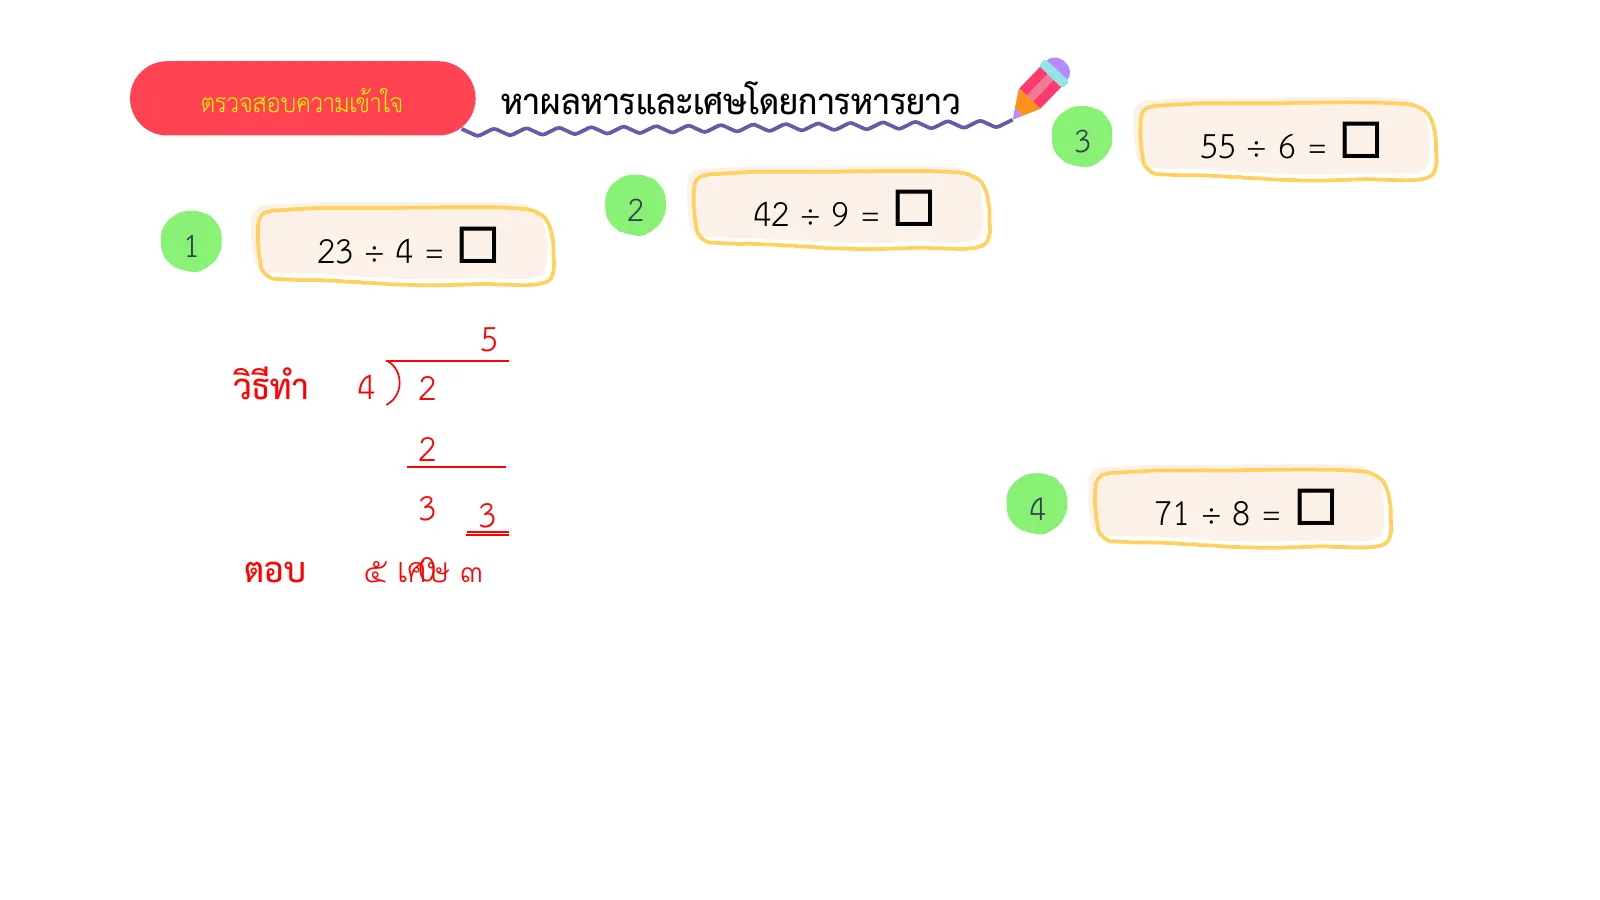 ตรวจสอบความเข้าใจ
หาผลหารและเศษโดยการหารยาว
1
23 ÷ 4 = □
2
42 ÷ 9 = □
3
55 ÷ 6 = □
5
วิธีทำ 4 2
2
3 3
0
ตอบ ๕ เศษ ๓
4
71 ÷ 8 = □